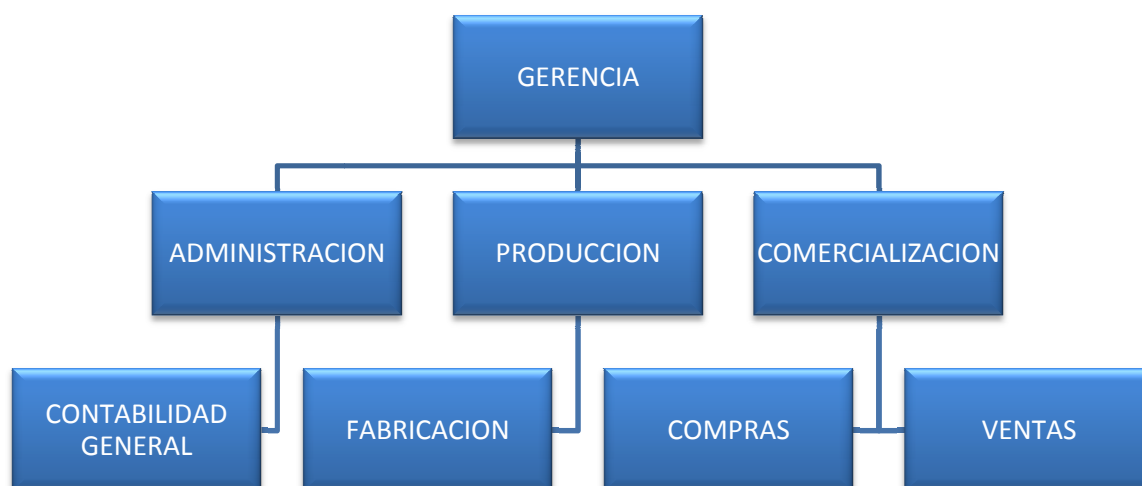 GERENCIA
ADMINISTRACION
PRODUCCION
COMERCIALIZACION
CONTABILIDAD
GENERAL
FABRICACION
COMPRAS
VENTAS